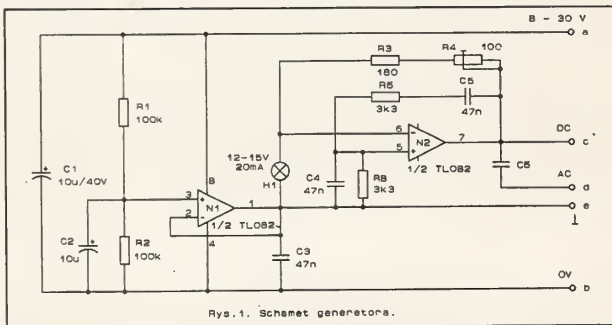 8 - 30 V
a
R3
180
R4
100
R5
3k3
C5
47n
R1
100k
DC
6
5
N2
7
c
12-15V
20mA
H1
1/2 TL082
C6
C1
10u/40V
8
C4
47n
R6
3k3
AC
d
3
2
N1
1
e
1/2 TL082
4
C2
10u
R2
100k
C3
47n
0V
b
Rys.1. Schemat generatora.